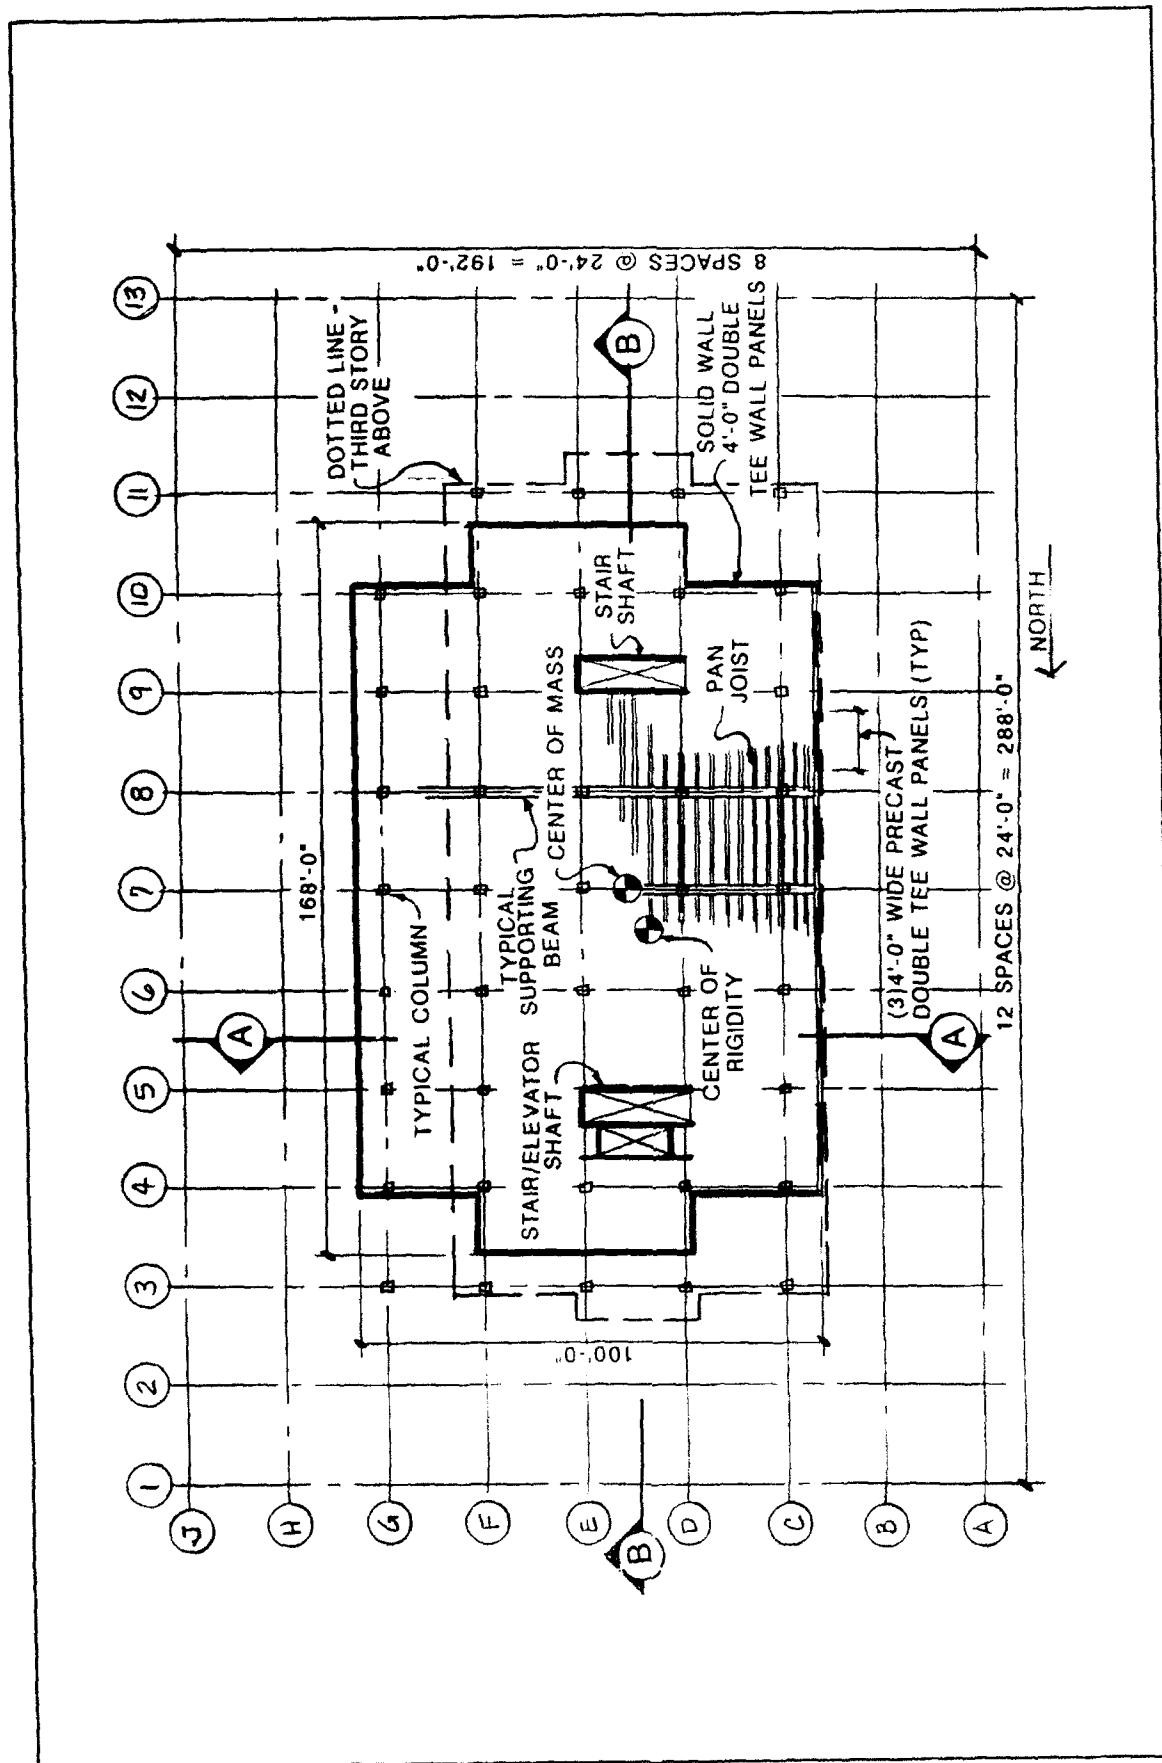 1
2
3
4
5
6
7
8
9
10
11
12
13
J
H
G
F
E
D
C
B
A
168'-0"
100'-0"
8 SPACES @ 24'-0" = 192'-0"
12 SPACES @ 24'-0" = 288'-0"
DOTTED LINE -
THIRD STORY
ABOVE
A
A
B
B
TYPICAL COLUMN
TYPICAL
SUPPORTING
BEAM
CENTER OF MASS
STAIR
SHAFT
SOLID WALL
4'-0" DOUBLE
TEE WALL PANELS
STAIR/ELEVATOR
SHAFT
CENTER OF
RIGIDITY
PAN
JOIST
(3)4'-0" WIDE PRECAST
DOUBLE TEE WALL PANELS (TYP)
NORTH